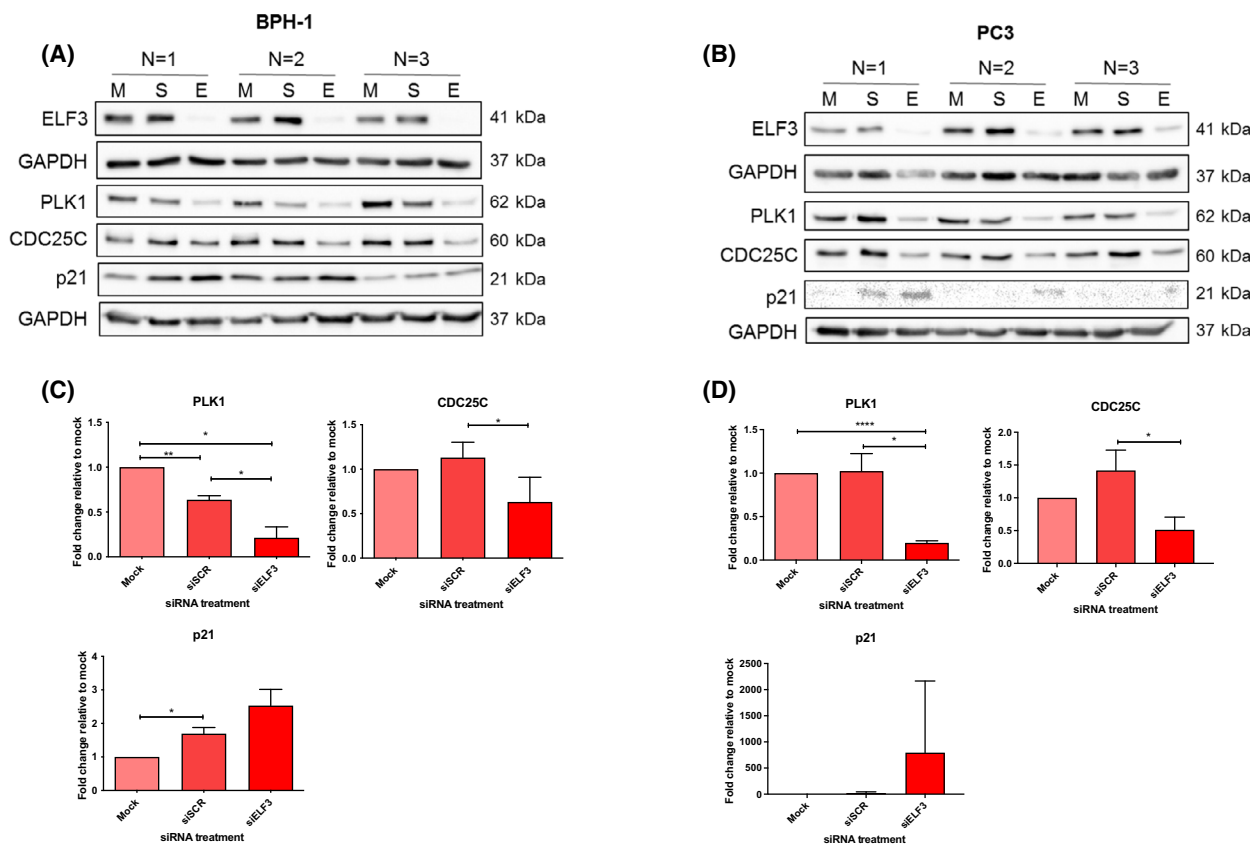 BPH-1
(A)
N=1 N=2 N=3
M S E M S E M S E
ELF3 41 kDa
GAPDH 37 kDa
PLK1 62 kDa
CDC25C 60 kDa
p21 21 kDa
GAPDH 37 kDa
PC3
(B)
N=1 N=2 N=3
M S E M S E M S E
ELF3 41 kDa
GAPDH 37 kDa
PLK1 62 kDa
CDC25C 60 kDa
p21 21 kDa
GAPDH 37 kDa
(C)
PLK1
Fold change relative to mock
1.5
1.0
0.5
0.0
*
**
*
Mock siSCR siELF3
siRNA treatment
CDC25C
Fold change relative to mock
1.5
1.0
0.5
0.0
*
Mock siSCR siELF3
siRNA treatment
p21
Fold change relative to mock
4
3
2
1
0
*
Mock siSCR siELF3
siRNA treatment
(D)
PLK1
Fold change relative to mock
1.5
1.0
0.5
0.0
****
*
Mock siSCR siELF3
siRNA treatment
CDC25C
Fold change relative to mock
2.0
1.5
1.0
0.5
0.0
*
Mock siSCR siELF3
siRNA treatment
p21
Fold change relative to mock
2500
2000
1500
1000
500
0
Mock siSCR siELF3
siRNA treatment